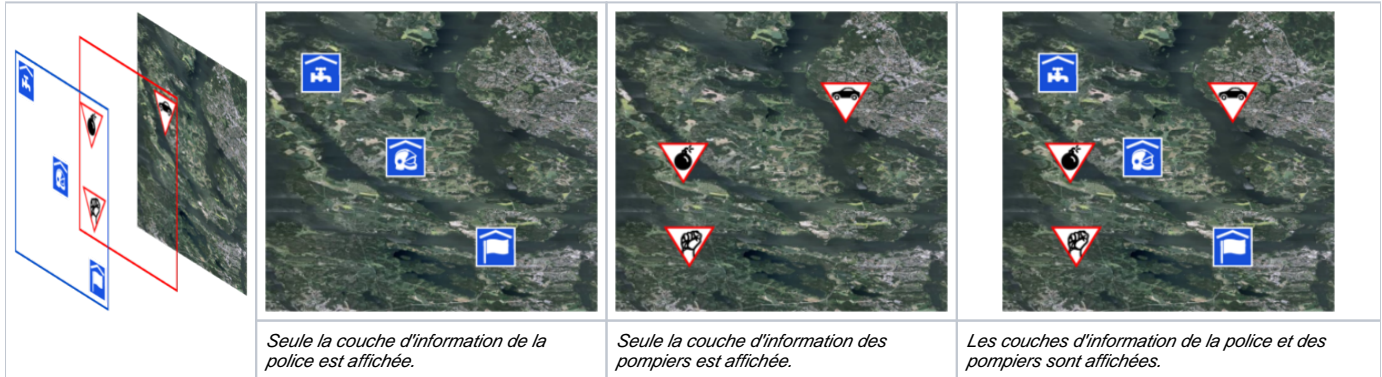 Seule la couche d'information de la
police est affichée.
Seule la couche d'information des
pompiers est affichée.
Les couches d'information de la police et des
pompiers sont affichées.